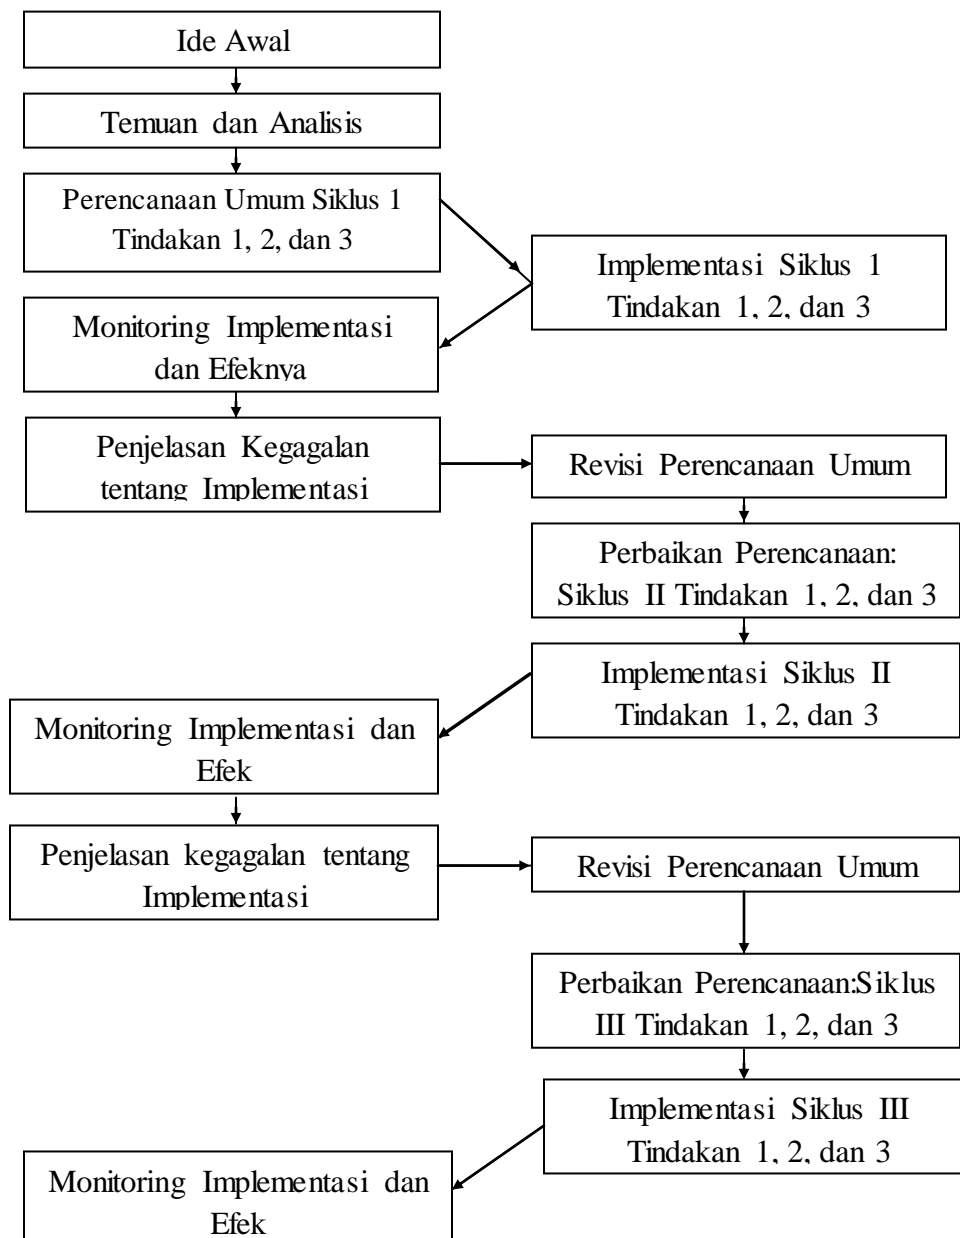 Ide Awal
Temuan dan Analisis
Perencanaan Umum Siklus 1
Tindakan 1, 2, dan 3
Implementasi Siklus 1
Tindakan 1, 2, dan 3
Monitoring Implementasi
dan Efeknya
Penjelasan Kegagalan
tentang Implementasi
Revisi Perencanaan Umum
Perbaikan Perencanaan:
Siklus II Tindakan 1, 2, dan 3
Implementasi Siklus II
Tindakan 1, 2, dan 3
Monitoring Implementasi dan
Efek
Penjelasan kegagalan tentang
Implementasi
Revisi Perencanaan Umum
Perbaikan Perencanaan:Siklus
III Tindakan 1, 2, dan 3
Implementasi Siklus III
Tindakan 1, 2, dan 3
Monitoring Implementasi dan
Efek